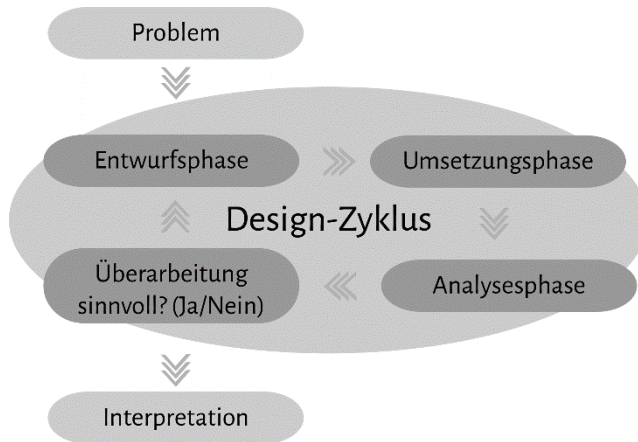 Problem
Entwurfsphase
Umsetzungsphase
Design-Zyklus
Überarbeitung
sinnvoll? (Ja/Nein)
Analysesphase
Interpretation